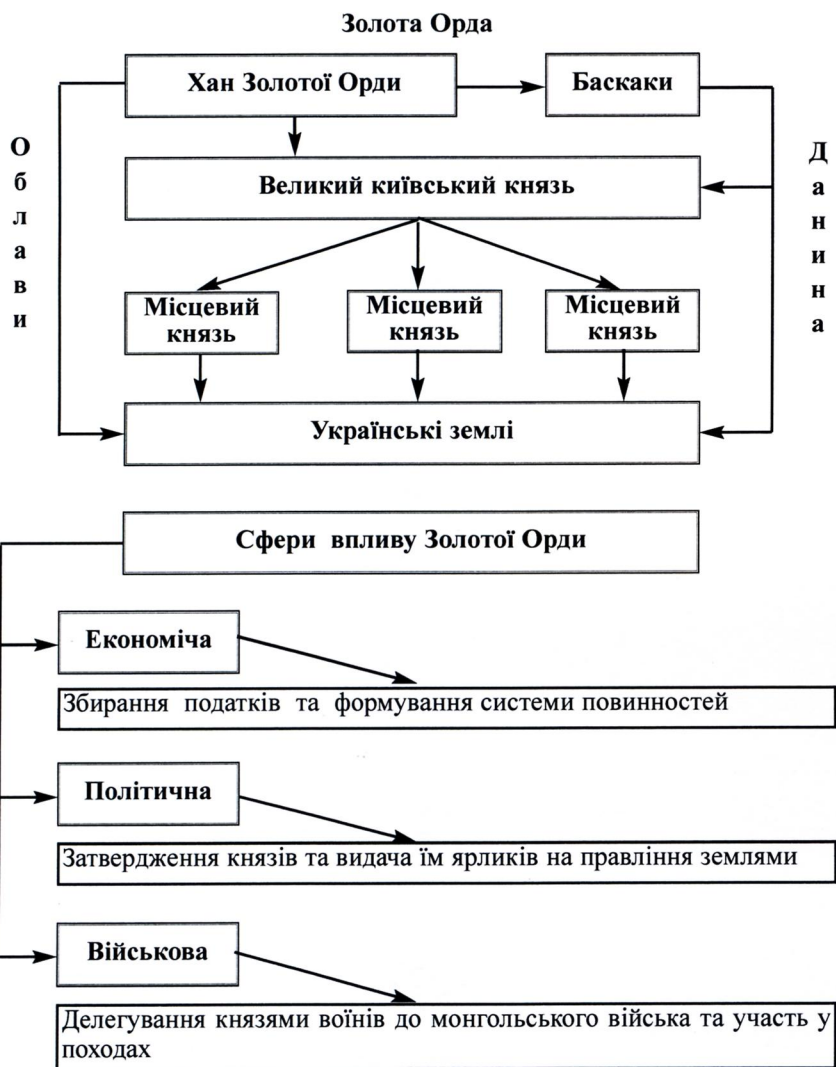 Золота Орда
Хан Золотої Орди
Баскаки
Облави
Данина
Великий київський князь
Місцевий
князь
Місцевий
князь
Місцевий
князь
Українські землі
Сфери впливу Золотої Орди
Економіча
Збирання податків та формування системи повинностей
Політична
Затвердження князів та видача їм ярликів на правління землями
Військова
Делегування князями воїнів до монгольського війська та участь у
походах